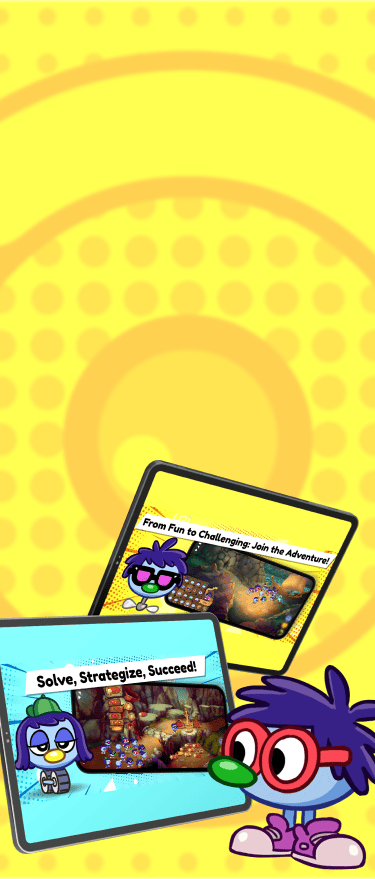 From Fun to Challenging: Join the Adventure!
Solve, Strategize, Succeed!